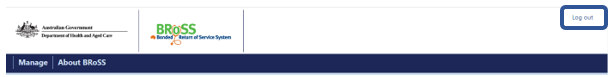 Australian Government
Department of Health and Aged Care
BRoSS
Bonded Return of Service System
Log out
Manage About BRoSS